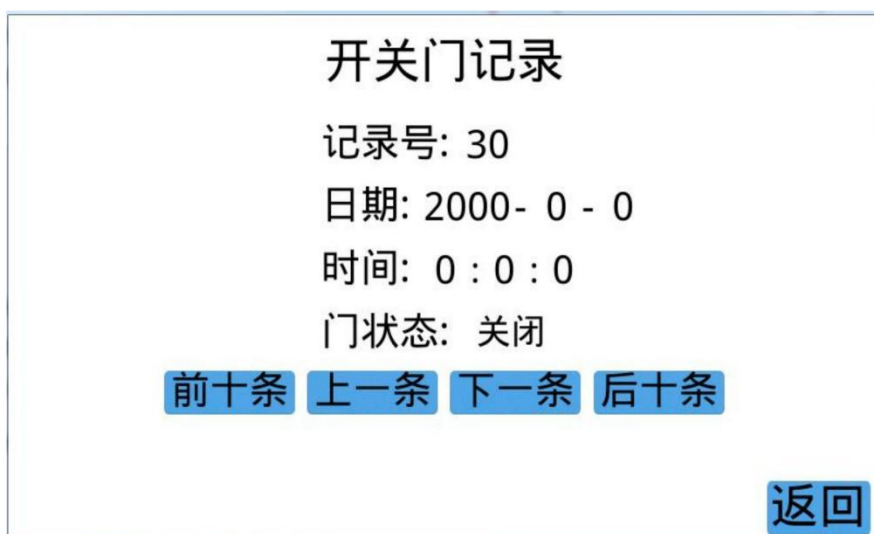 开关门记录
记录号: 30
日期: 2000- 0 - 0
时间: 0 : 0 : 0
门状态: 关闭
前十条 上一条 下一条 后十条
返回